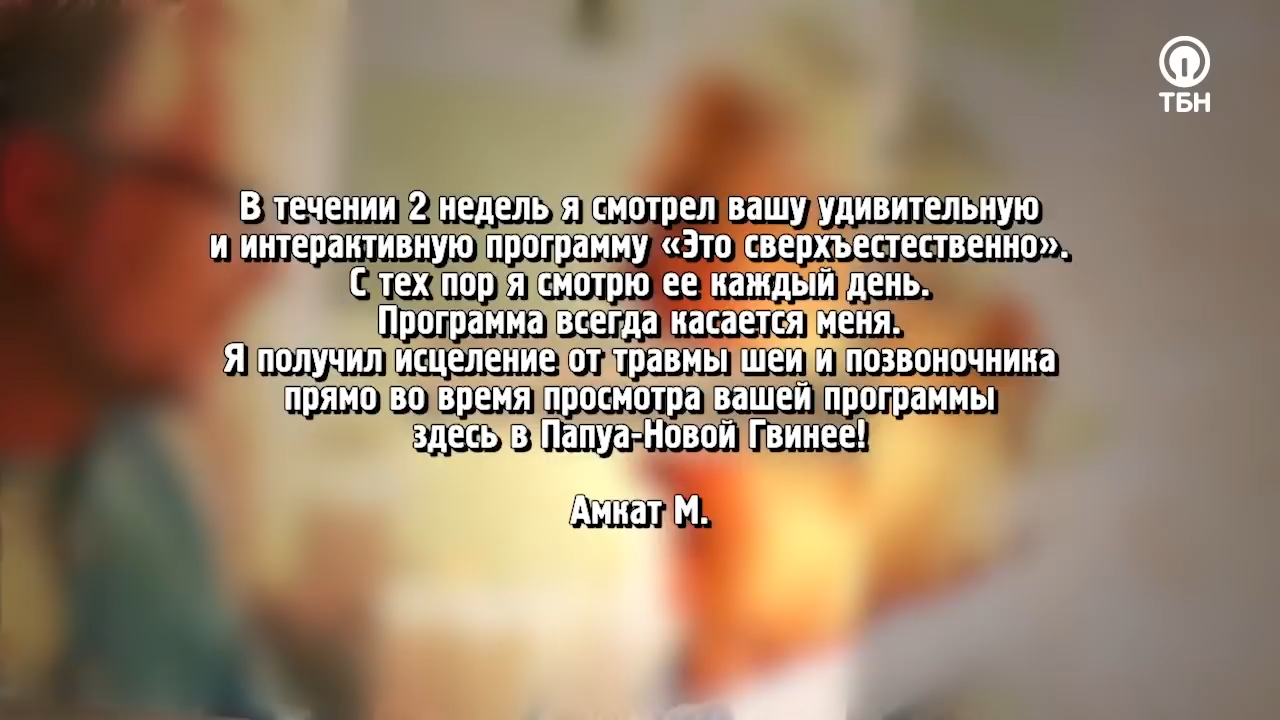 ТБН
В течении 2 недель я смотрел вашу удивительную
и интерактивную программу «Это сверхъестественно».
С тех пор я смотрю ее каждый день.
Программа всегда касается меня.
Я получил исцеление от травмы шеи и позвоночника
прямо во время просмотра вашей программы
здесь в Папуа-Новой Гвинее!
Амкат М.